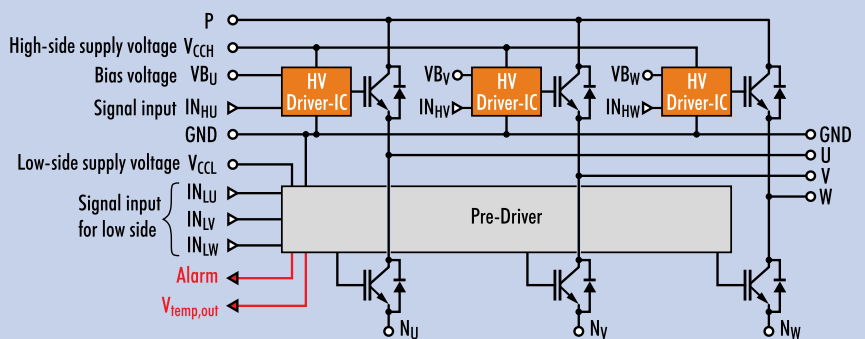 P
High-side supply voltage VCCH
Bias voltage VBU
VBV
VBW
HV
Driver-IC
HV
Driver-IC
HV
Driver-IC
Signal input INHU
INHV
INHW
GND
GND
U
Low-side supply voltage VCCL
V
W
Signal input
for low side
INLU
INLV
INLW
Pre-Driver
Alarm
Vtemp,out
NU
NV
NW